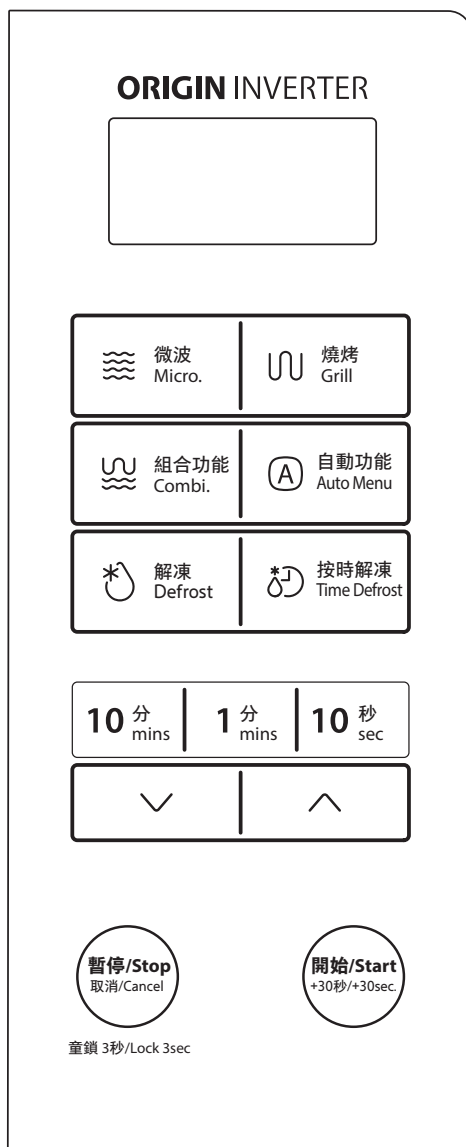 ORIGIN INVERTER
微波
Micro.
燒烤
Grill
組合功能
Combi.
A
自動功能
Auto Menu
解凍
Defrost
按時解凍
Time Defrost
10 分
mins
1 分
mins
10 秒
sec
暫停/Stop
取消/Cancel
開始/Start
+30秒/+30sec.
童鎖 3秒/Lock 3sec